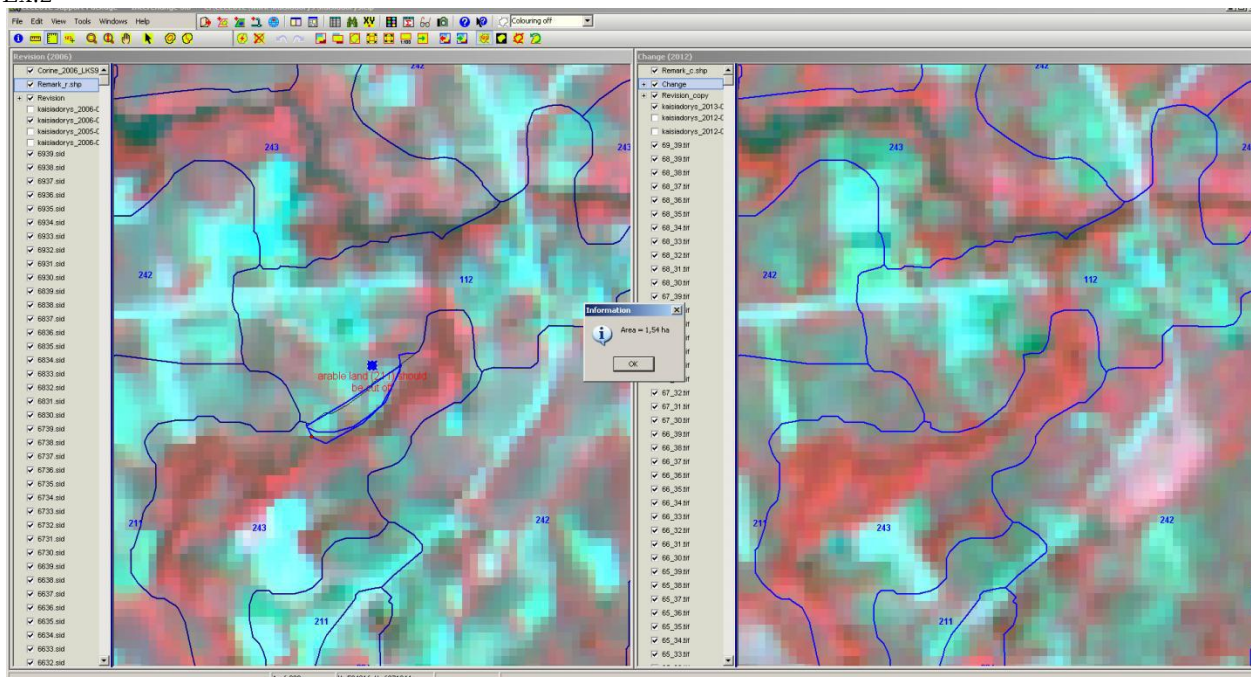 Ex.2
File Edit View Tools Windows Help
Colouring off
Revision (2006)
Corine_2006_LKS9
Remark_r.shp
Revision
kaisiadorys_2006-0
kaisiadorys_2006-0
kaisiadorys_2005-0
kaisiadorys_2006-0
6939.sid
6938.sid
6937.sid
6936.sid
6935.sid
6934.sid
6933.sid
6932.sid
6931.sid
6930.sid
6839.sid
6838.sid
6837.sid
6836.sid
6835.sid
6834.sid
6833.sid
6832.sid
6831.sid
6830.sid
6739.sid
6738.sid
6737.sid
6736.sid
6735.sid
6734.sid
6733.sid
6732.sid
6731.sid
6730.sid
6639.sid
6638.sid
6637.sid
6636.sid
6635.sid
6634.sid
6633.sid
6632.sid
242
243
243
242
112
arable land (211) should
be cut off
211
243
242
211
Information
Area = 1,54 ha
OK
Change (2012)
Remark_c.shp
Change
Revision_copy
kaisiadorys_2013-0
kaisiadorys_2012-0
kaisiadorys_2012-0
69_39.tif
68_39.tif
68_38.tif
68_37.tif
68_36.tif
68_35.tif
68_34.tif
68_33.tif
68_32.tif
68_31.tif
68_30.tif
67_39.tif
67_32.tif
67_31.tif
67_30.tif
66_39.tif
66_38.tif
66_37.tif
66_36.tif
66_35.tif
66_34.tif
66_33.tif
66_32.tif
66_31.tif
66_30.tif
65_39.tif
65_38.tif
65_37.tif
65_36.tif
65_35.tif
65_34.tif
65_33.tif
242
243
24
242
112
211
243
242
211